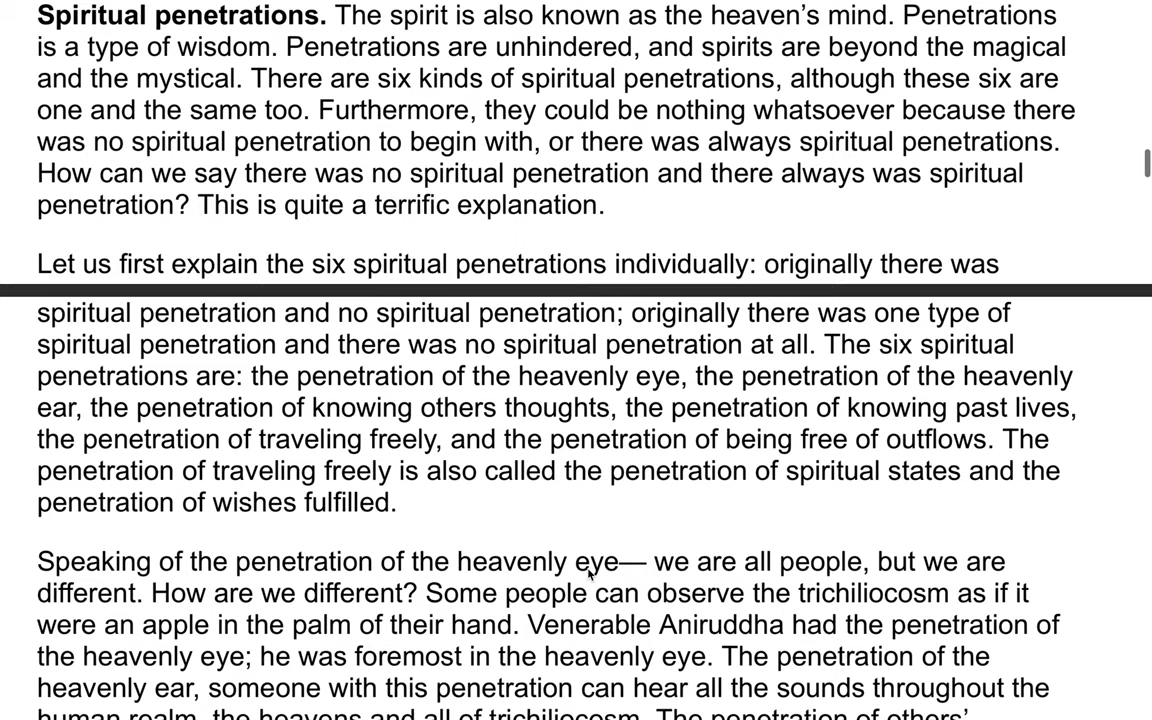 Spiritual penetrations. The spirit is also known as the heaven’s mind. Penetrations
is a type of wisdom. Penetrations are unhindered, and spirits are beyond the magical
and the mystical. There are six kinds of spiritual penetrations, although these six are
one and the same too. Furthermore, they could be nothing whatsoever because there
was no spiritual penetration to begin with, or there was always spiritual penetrations.
How can we say there was no spiritual penetration and there always was spiritual
penetration? This is quite a terrific explanation.
Let us first explain the six spiritual penetrations individually: originally there was
spiritual penetration and no spiritual penetration; originally there was one type of
spiritual penetration and there was no spiritual penetration at all. The six spiritual
penetrations are: the penetration of the heavenly eye, the penetration of the heavenly
ear, the penetration of knowing others thoughts, the penetration of knowing past lives,
the penetration of traveling freely, and the penetration of being free of outflows. The
penetration of traveling freely is also called the penetration of spiritual states and the
penetration of wishes fulfilled.
Speaking of the penetration of the heavenly eye— we are all people, but we are
different. How are we different? Some people can observe the trichiliocosm as if it
were an apple in the palm of their hand. Venerable Aniruddha had the penetration of
the heavenly eye; he was foremost in the heavenly eye. The penetration of the
heavenly ear, someone with this penetration can hear all the sounds throughout the
human realm, the heavens and all of trichiliocosm. The penetration of others’